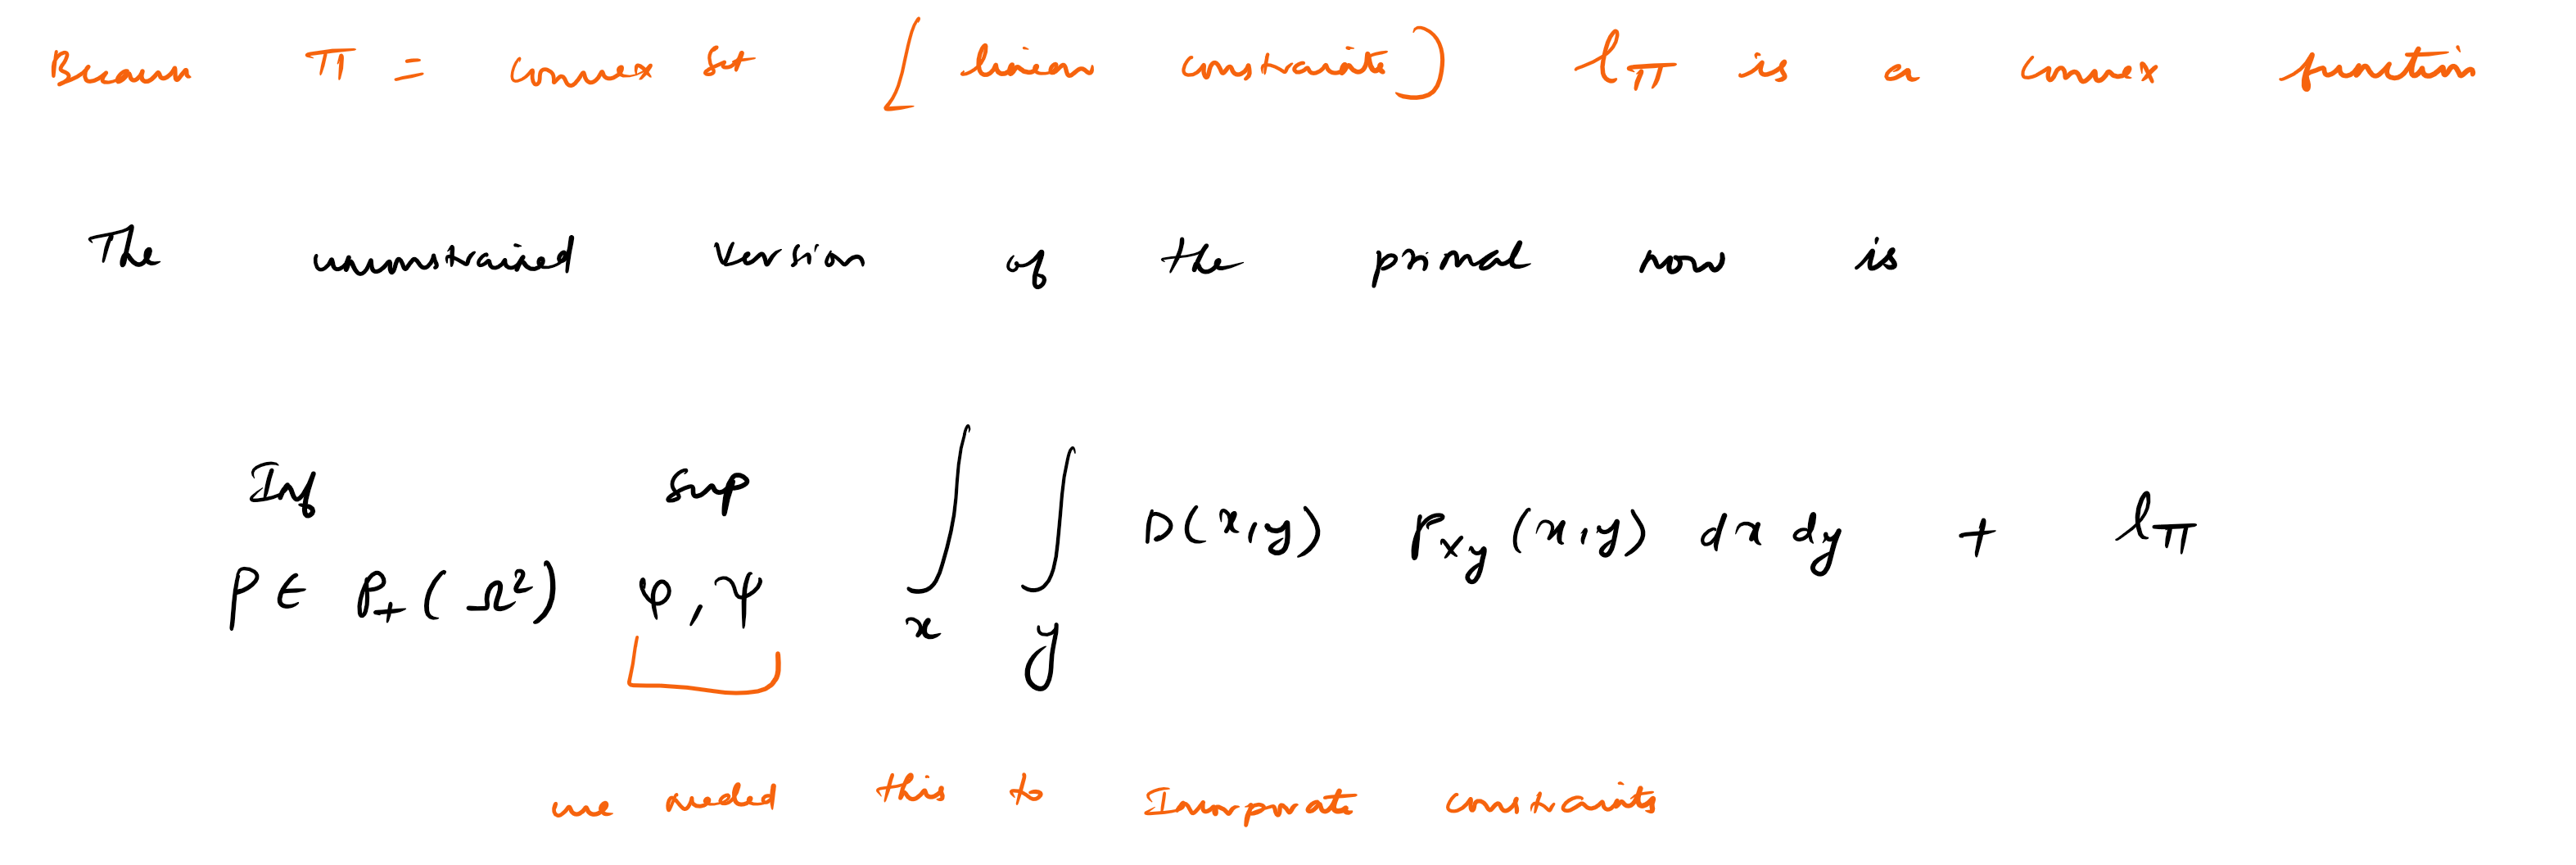 Because Π = convex set [linear constraints] l_Π is a convex function
The unconstrained version of the primal now is
Inf sup ∫ ∫ D(x,y) P_xy (x,y) dx dy + l_Π
P ∈ P_+ (Ω²) φ, ψ x y
we needed this to Incorporate constraints